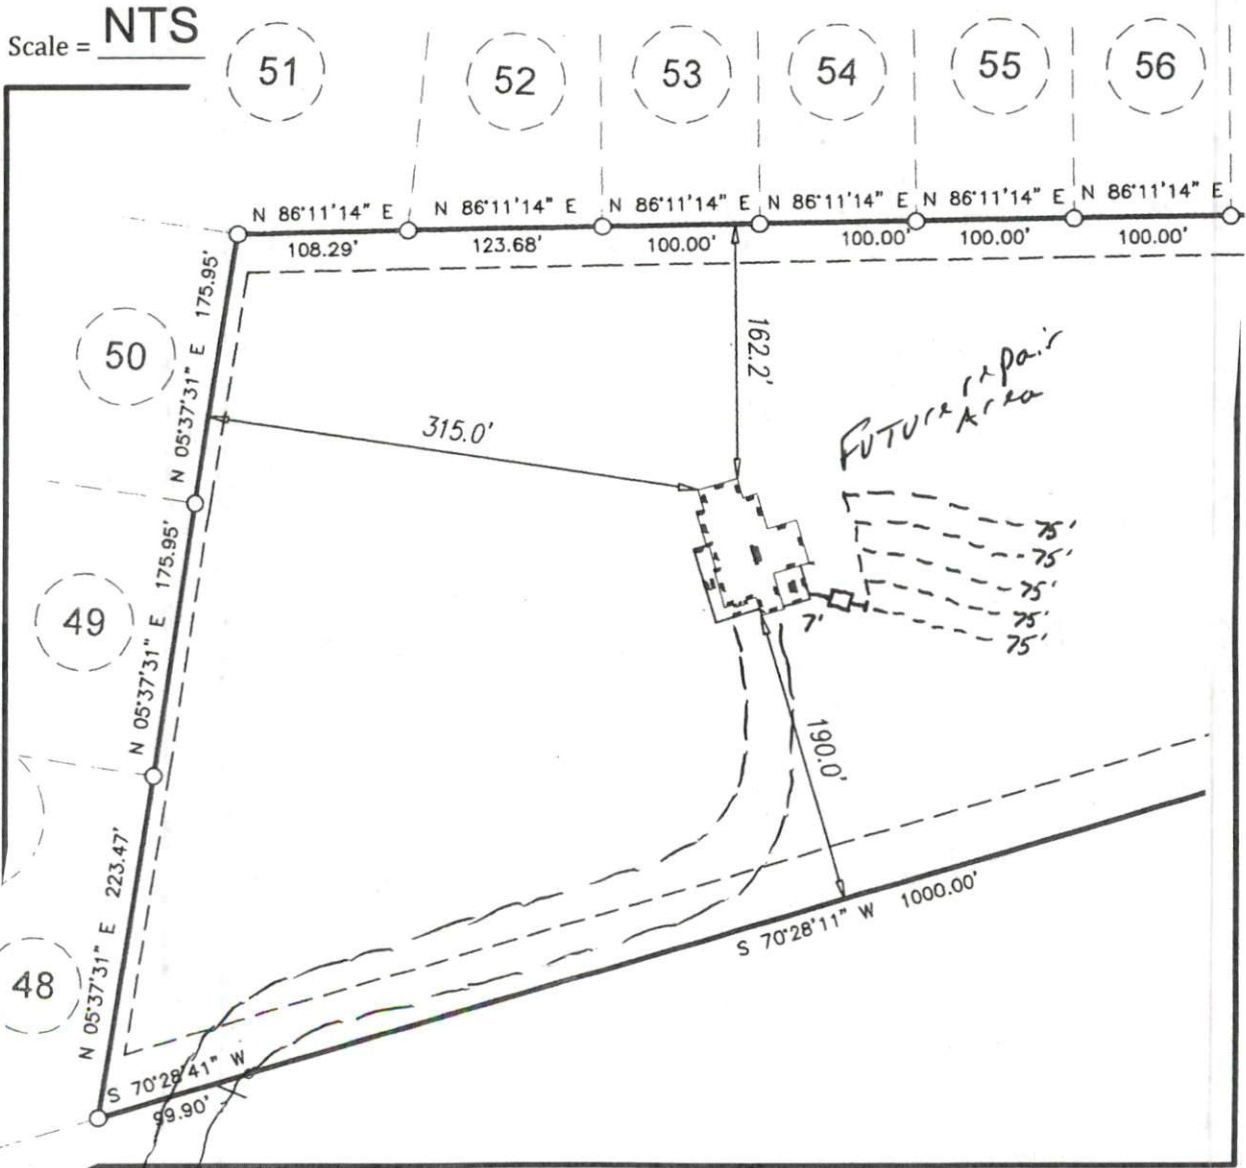 Scale = NTS
51
52
53
54
55
56
N 86°11'14" E
N 86°11'14" E
N 86°11'14" E
N 86°11'14" E
N 86°11'14" E
N 86°11'14" E
108.29'
123.68'
100.00'
100.00'
100.00'
100.00'
N 05°37'31" E 175.95'
50
162.2'
315.0'
Future repair
Area
75'
75'
75'
75'
75'
7'
N 05°37'31" E 175.95'
49
190.0'
N 05°37'31" E 223.47'
48
S 70°28'11" W 1000.00'
S 70°28'41" W
99.90'